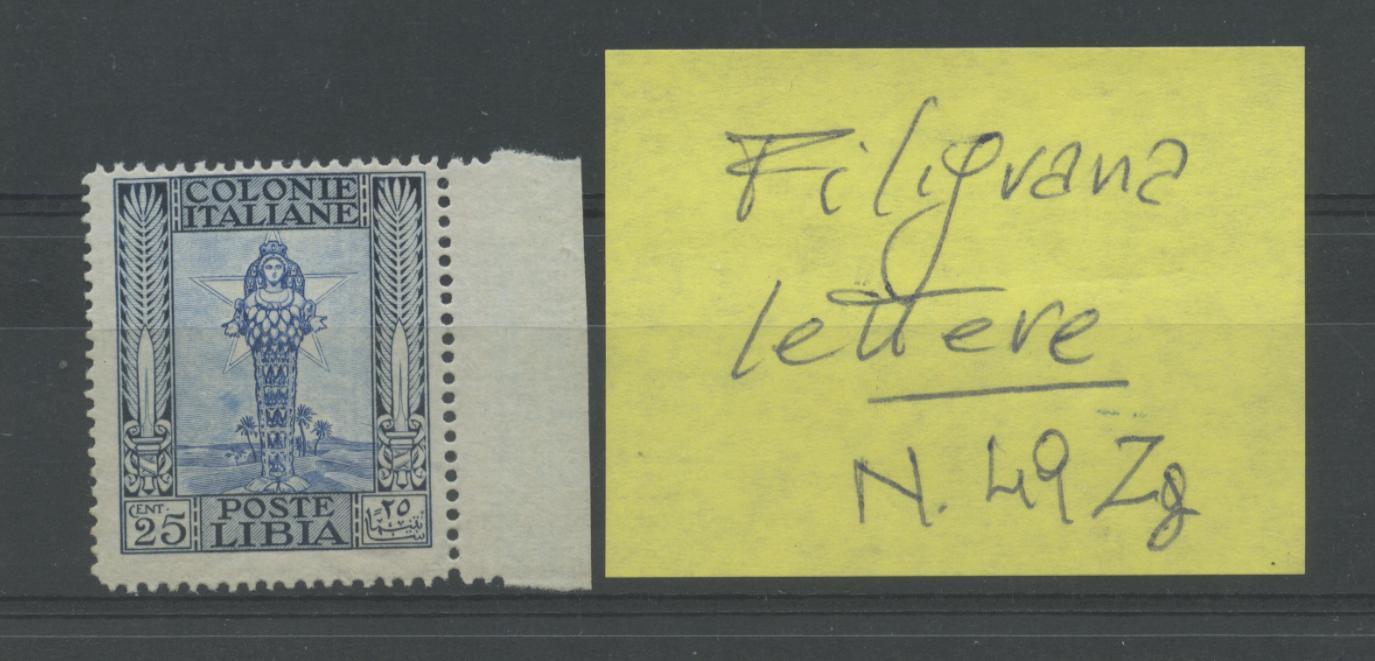 COLONIE
ITALIANE
CENT.
25
POSTE
LIBIA
٢٥
Filigrana
lettere
N. 49 Zg